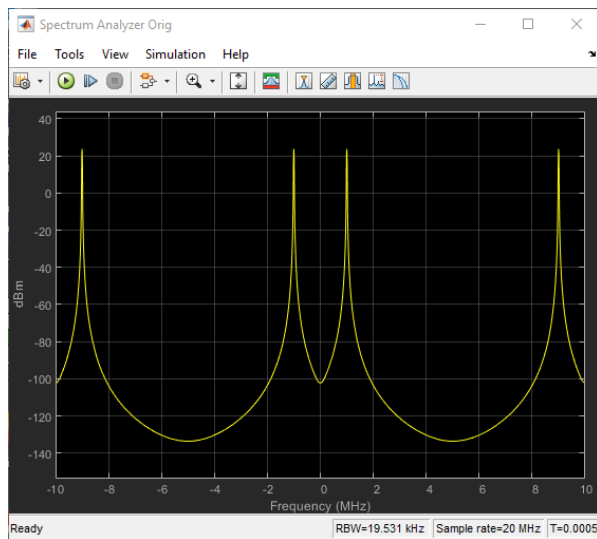 Spectrum Analyzer Orig
File Tools View Simulation Help
40
20
0
-20
-40
-60
-80
-100
-120
-140
dBm
-10 -8 -6 -4 -2 0 2 4 6 8 10
Frequency (MHz)
Ready RBW=19.531 kHz Sample rate=20 MHz T=0.0005